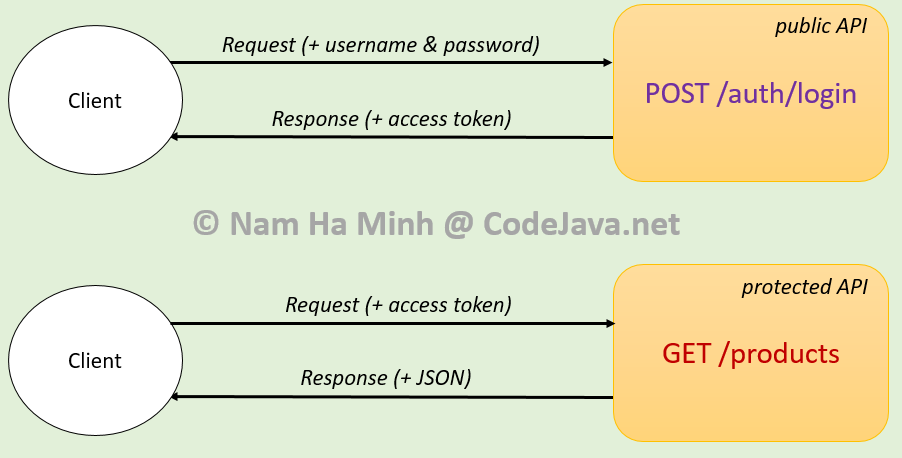 public API
Request (+ username & password)
Client
POST /auth/login
Response (+ access token)
© Nam Ha Minh @ CodeJava.net
protected API
Request (+ access token)
Client
GET /products
Response (+ JSON)